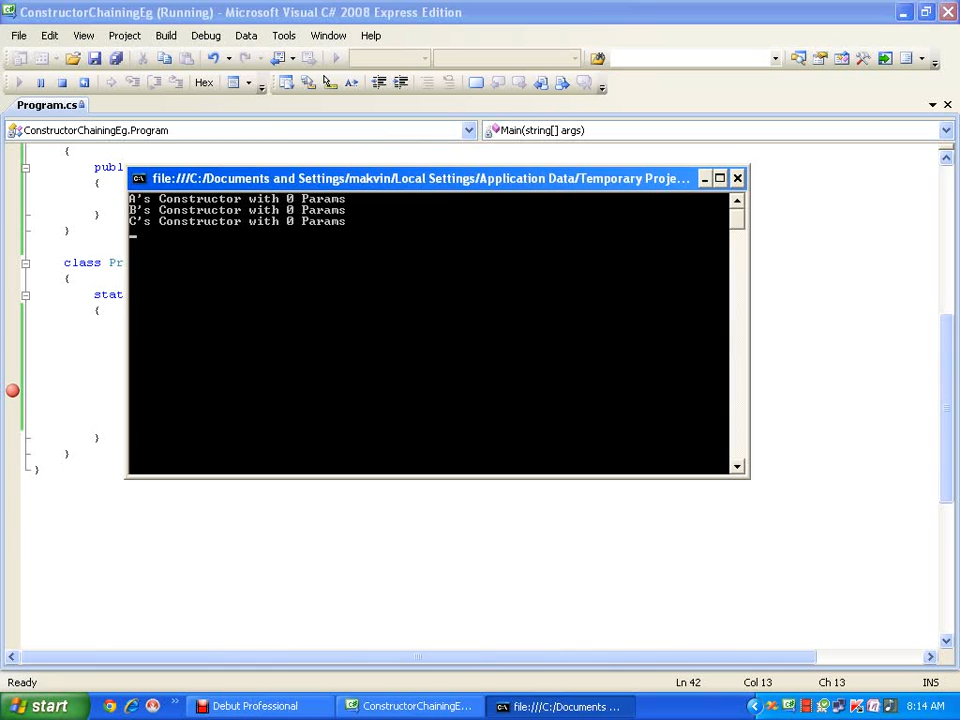 ConstructorChainingEg (Running) - Microsoft Visual C# 2008 Express Edition
File Edit View Project Build Debug Data Tools Window Help
Hex
Program.cs
ConstructorChainingEg.Program
Main(string[] args)
{
publ
{
}
}
class Pr
{
stat
{
}
}
}
file:///C:/Documents and Settings/makvin/Local Settings/Application Data/Temporary Proje...
A's Constructor with 0 Params
B's Constructor with 0 Params
C's Constructor with 0 Params
Ready Ln 42 Col 13 Ch 13 INS
start Debut Professional ConstructorChainingE... file:///C:/Documents ... 8:14 AM